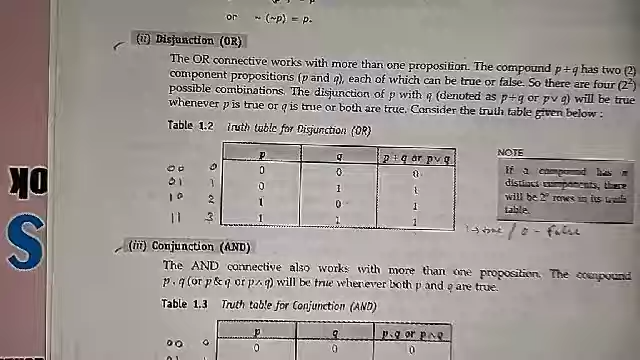 or ~ (~p) = p.
(ii) Disjunction (OR)
The OR connective works with more than one proposition. The compound p + q has two (2)
component propositions (p and q), each of which can be true or false. So there are four (2²)
possible combinations. The disjunction of p with q (denoted as p + q or p ∨ q) will be true
whenever p is true or q is true or both are true. Consider the truth table given below :
Table 1.2 Truth table for Disjunction (OR)
p q p + q or p ∨ q
00 0 0 0 0
01 1 0 1 1
10 2 1 0 1
11 3 1 1 1
NOTE
If a compound has n
distinct components, there
will be 2ⁿ rows in its truth
table.
1 → true / 0 - false
(iii) Conjunction (AND)
The AND connective also works with more than one proposition. The compound
p . q (or p & q or p ∧ q) will be true whenever both p and q are true.
Table 1.3 Truth table for Conjunction (AND)
p q p.q or p ∧ q
00 0 0 0 0
OK
S